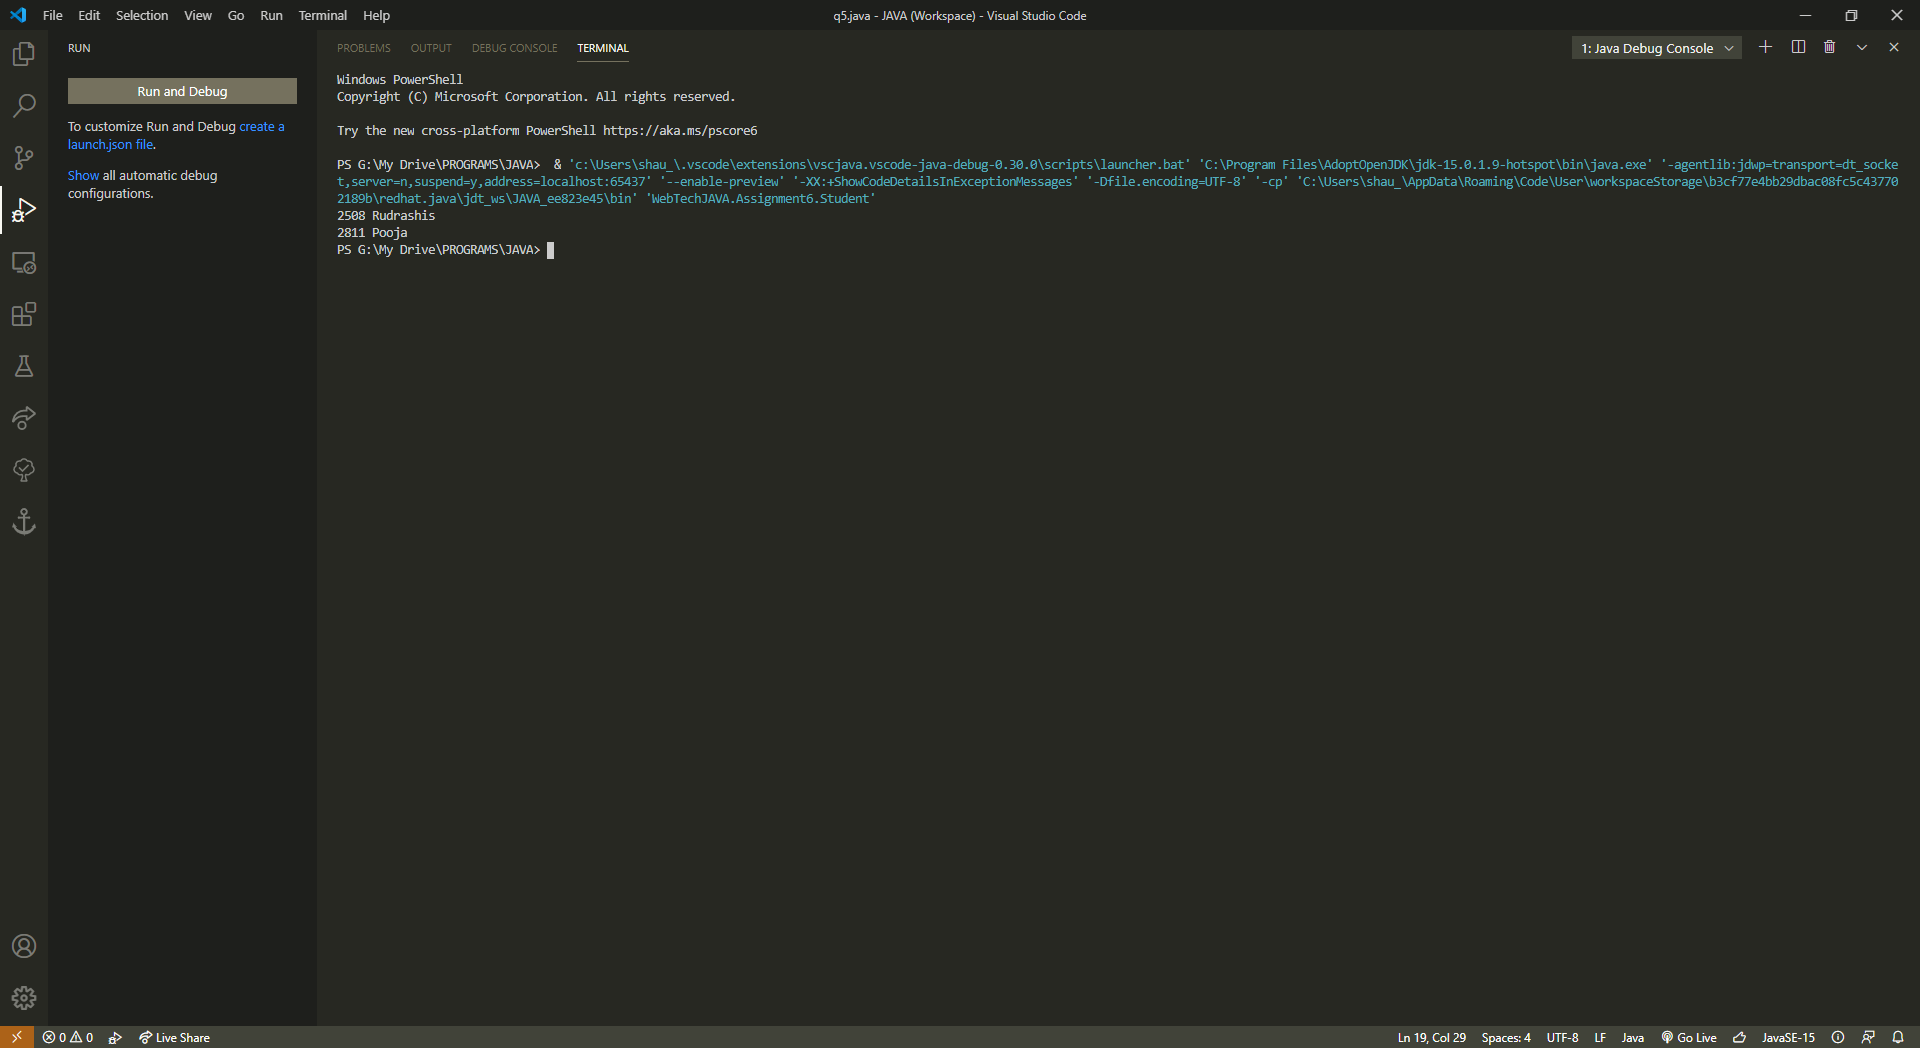 File Edit Selection View Go Run Terminal Help
q5.java - JAVA (Workspace) - Visual Studio Code
RUN
Run and Debug
To customize Run and Debug create a
launch.json file.
Show all automatic debug
configurations.
PROBLEMS OUTPUT DEBUG CONSOLE TERMINAL
1: Java Debug Console
Windows PowerShell
Copyright (C) Microsoft Corporation. All rights reserved.
Try the new cross-platform PowerShell https://aka.ms/pscore6
PS G:\My Drive\PROGRAMS\JAVA>  & 'c:\Users\shau_\.vscode\extensions\vscjava.vscode-java-debug-0.30.0\scripts\launcher.bat' 'C:\Program Files\AdoptOpenJDK\jdk-15.0.1.9-hotspot\bin\java.exe' '-agentlib:jdwp=transport=dt_socke
t,server=n,suspend=y,address=localhost:65437' '--enable-preview' '-XX:+ShowCodeDetailsInExceptionMessages' '-Dfile.encoding=UTF-8' '-cp' 'C:\Users\shau_\AppData\Roaming\Code\User\workspaceStorage\b3cf77e4bb29dbac08fc5c43770
2189b\redhat.java\jdt_ws\JAVA_ee823e45\bin' 'WebTechJAVA.Assignment6.Student'
2508 Rudrashis
2811 Pooja
PS G:\My Drive\PROGRAMS\JAVA>
0 0 Live Share
Ln 19, Col 29 Spaces: 4 UTF-8 LF Java Go Live JavaSE-15